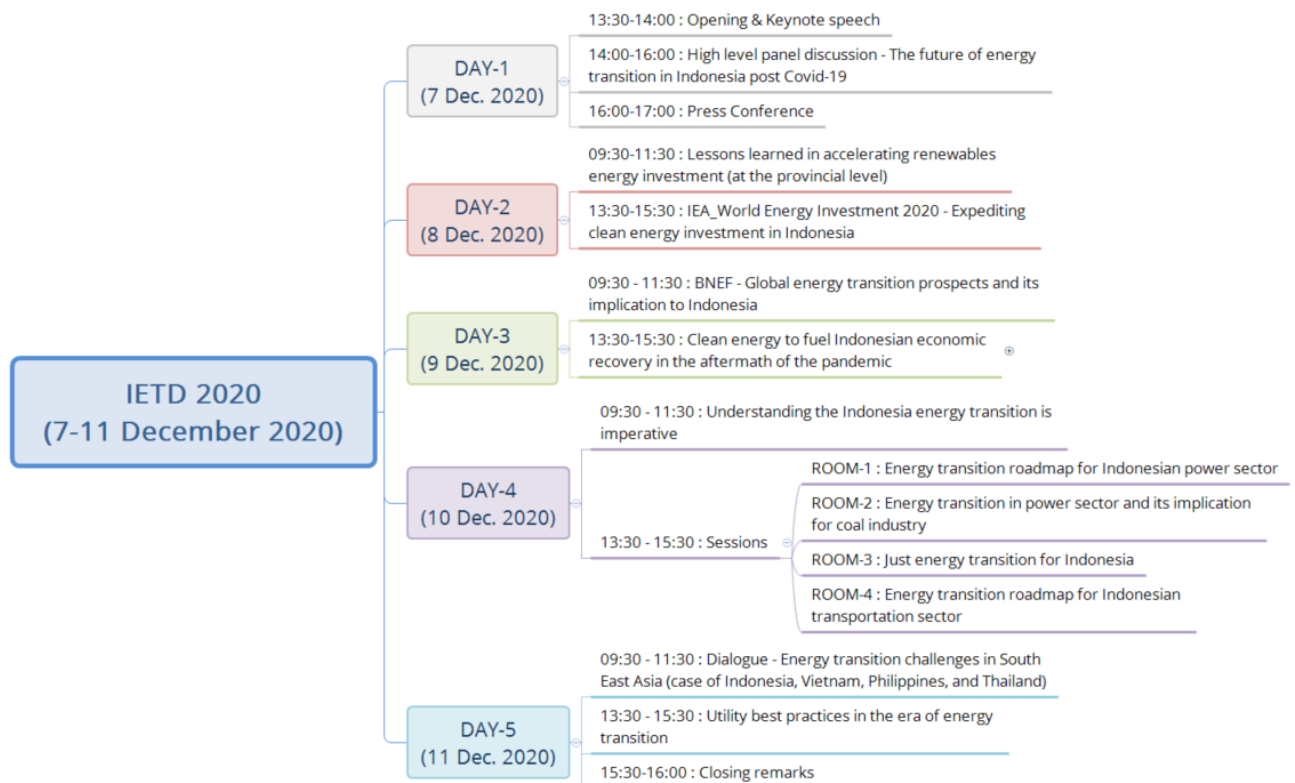 IETD 2020
(7-11 December 2020)
DAY-1
(7 Dec. 2020)
13:30-14:00 : Opening & Keynote speech
14:00-16:00 : High level panel discussion - The future of energy
transition in Indonesia post Covid-19
16:00-17:00 : Press Conference
DAY-2
(8 Dec. 2020)
09:30-11:30 : Lessons learned in accelerating renewables
energy investment (at the provincial level)
13:30-15:30 : IEA_World Energy Investment 2020 - Expediting
clean energy investment in Indonesia
DAY-3
(9 Dec. 2020)
09:30 - 11:30 : BNEF - Global energy transition prospects and its
implication to Indonesia
13:30-15:30 : Clean energy to fuel Indonesian economic
recovery in the aftermath of the pandemic
DAY-4
(10 Dec. 2020)
09:30 - 11:30 : Understanding the Indonesia energy transition is
imperative
13:30 - 15:30 : Sessions
ROOM-1 : Energy transition roadmap for Indonesian power sector
ROOM-2 : Energy transition in power sector and its implication
for coal industry
ROOM-3 : Just energy transition for Indonesia
ROOM-4 : Energy transition roadmap for Indonesian
transportation sector
DAY-5
(11 Dec. 2020)
09:30 - 11:30 : Dialogue - Energy transition challenges in South
East Asia (case of Indonesia, Vietnam, Philippines, and Thailand)
13:30 - 15:30 : Utility best practices in the era of energy
transition
15:30-16:00 : Closing remarks